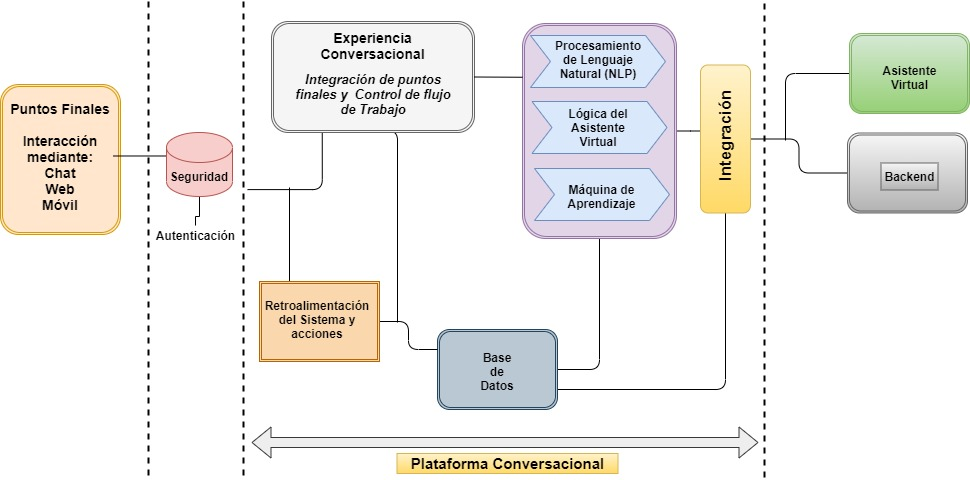 Puntos Finales
Interacción
mediante:
Chat
Web
Móvil
Seguridad
Autenticación
Experiencia
Conversacional
Integración de puntos
finales y Control de flujo
de Trabajo
Procesamiento
de Lenguaje
Natural (NLP)
Lógica del
Asistente
Virtual
Máquina de
Aprendizaje
Integración
Asistente
Virtual
Backend
Retroalimentación
del Sistema y
acciones
Base
de
Datos
Plataforma Conversacional